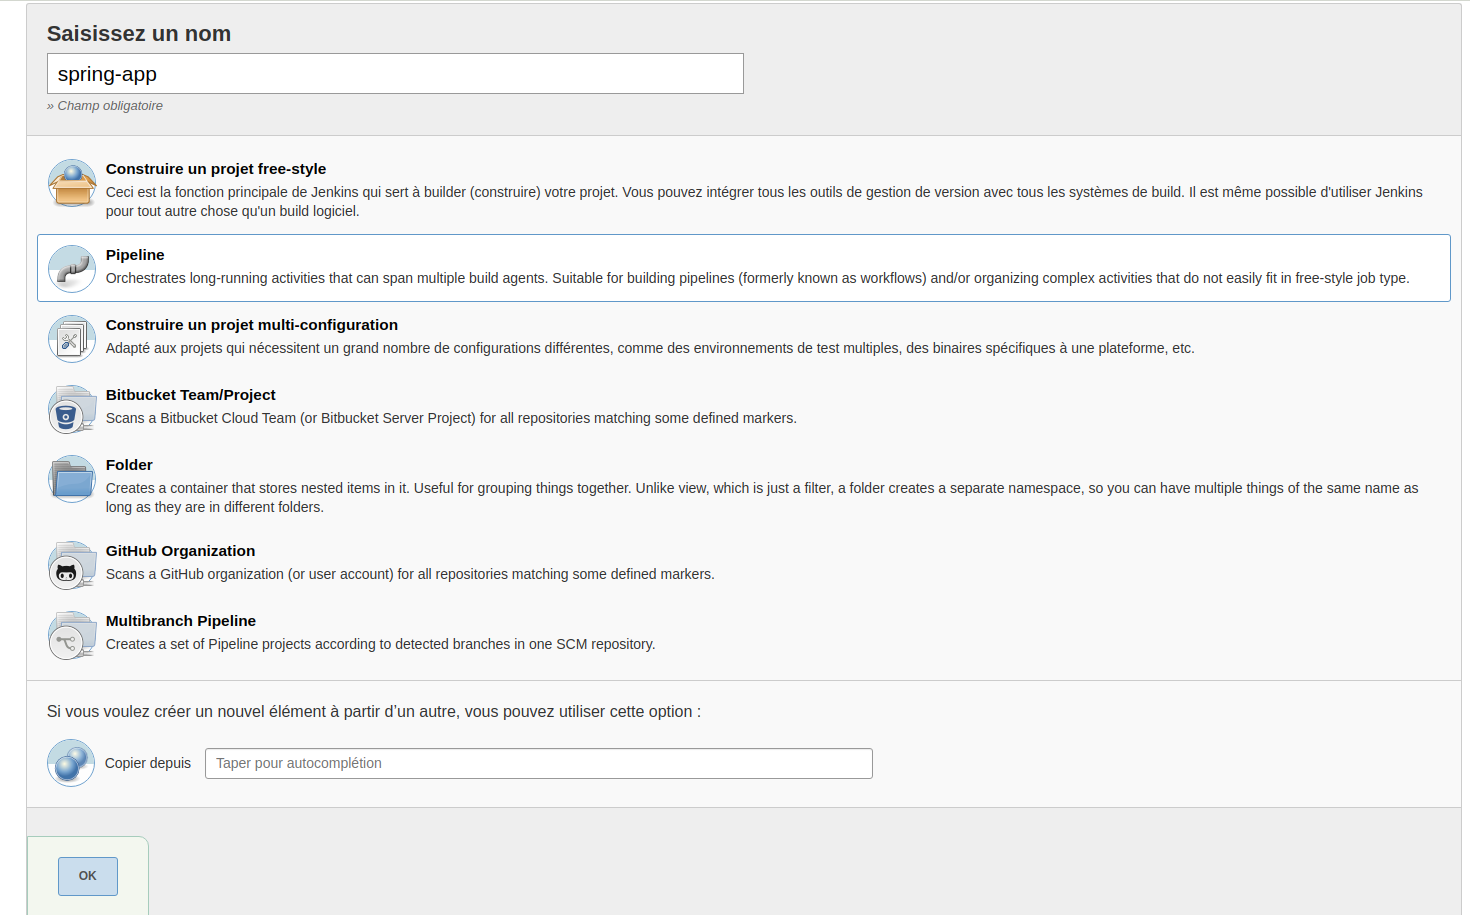 Saisissez un nom
spring-app
» Champ obligatoire
Construire un projet free-style
Ceci est la fonction principale de Jenkins qui sert à builder (construire) votre projet. Vous pouvez intégrer tous les outils de gestion de version avec tous les systèmes de build. Il est même possible d'utiliser Jenkins
pour tout autre chose qu'un build logiciel.
Pipeline
Orchestrates long-running activities that can span multiple build agents. Suitable for building pipelines (formerly known as workflows) and/or organizing complex activities that do not easily fit in free-style job type.
Construire un projet multi-configuration
Adapté aux projets qui nécessitent un grand nombre de configurations différentes, comme des environnements de test multiples, des binaires spécifiques à une plateforme, etc.
Bitbucket Team/Project
Scans a Bitbucket Cloud Team (or Bitbucket Server Project) for all repositories matching some defined markers.
Folder
Creates a container that stores nested items in it. Useful for grouping things together. Unlike view, which is just a filter, a folder creates a separate namespace, so you can have multiple things of the same name as
long as they are in different folders.
GitHub Organization
Scans a GitHub organization (or user account) for all repositories matching some defined markers.
Multibranch Pipeline
Creates a set of Pipeline projects according to detected branches in one SCM repository.
Si vous voulez créer un nouvel élément à partir d’un autre, vous pouvez utiliser cette option :
Copier depuis Taper pour autocomplétion
OK